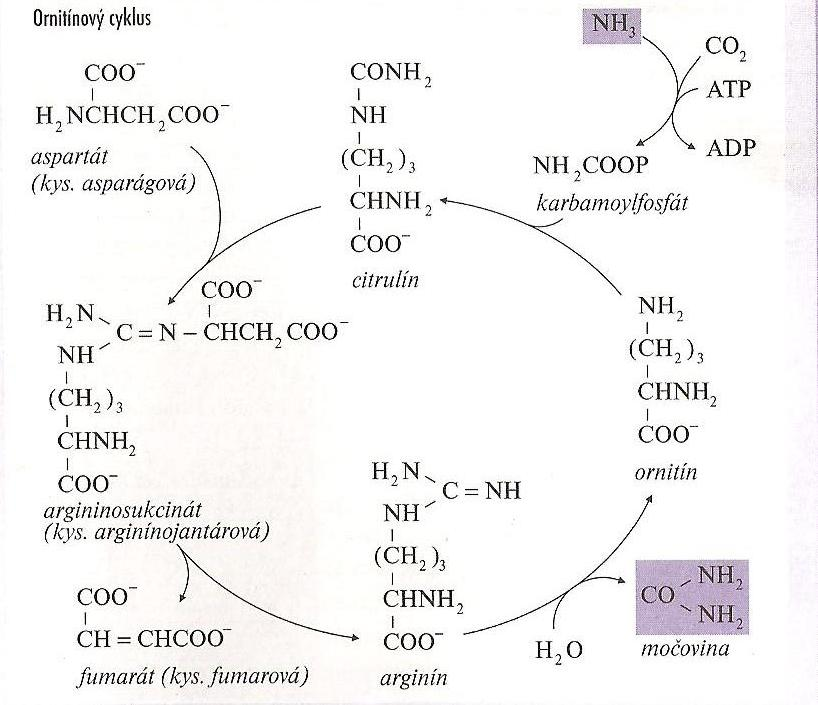 Ornitínový cyklus
NH₃
CO₂
ATP
ADP
NH₂COOP
karbamoylfosfát
COO⁻
H₂NCHCH₂COO⁻
aspartát
(kys. asparágová)
CONH₂
NH
(CH₂)₃
CHNH₂
COO⁻
citrulín
NH₂
(CH₂)₃
CHNH₂
COO⁻
ornitín
COO⁻
H₂N
C = N – CHCH₂COO⁻
NH
(CH₂)₃
CHNH₂
COO⁻
argininosukcinát
(kys. arginínojantárová)
COO⁻
CH = CHCOO⁻
fumarát (kys. fumarová)
H₂N
C = NH
NH
(CH₂)₃
CHNH₂
COO⁻
arginín
H₂O
NH₂
CO
NH₂
močovina